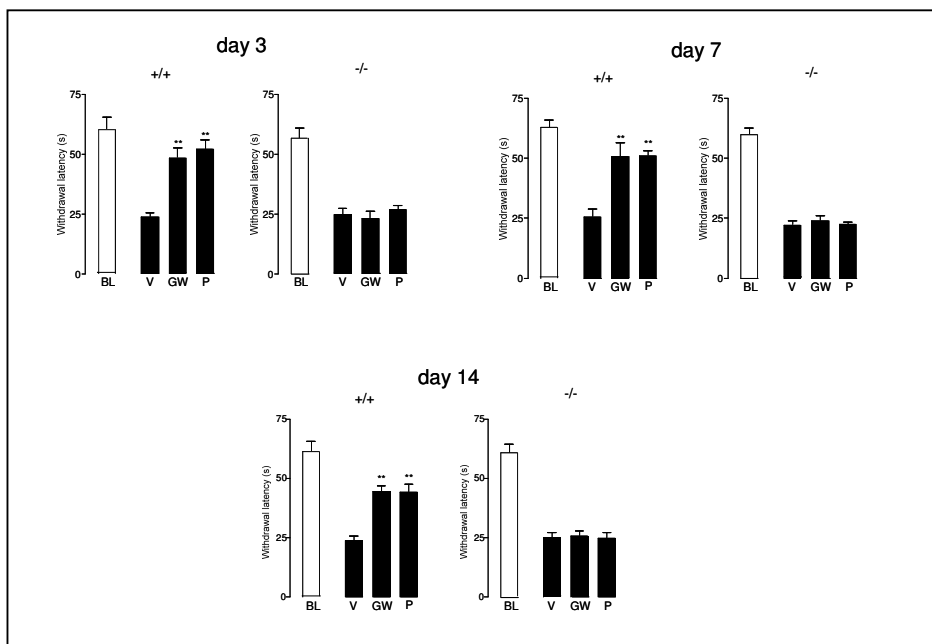 day 3
+/+
-/-
Withdrawal latency (s)
75
50
25
0
BL
V GW P
**
**
Withdrawal latency (s)
75
50
25
0
BL
V GW P
day 7
+/+
-/-
Withdrawal latency (s)
75
50
25
0
BL
V GW P
**
**
Withdrawal latency (s)
75
50
25
0
BL
V GW P
day 14
+/+
-/-
Withdrawal latency (s)
75
50
25
0
BL
V GW P
**
**
Withdrawal latency (s)
75
50
25
0
BL
V GW P